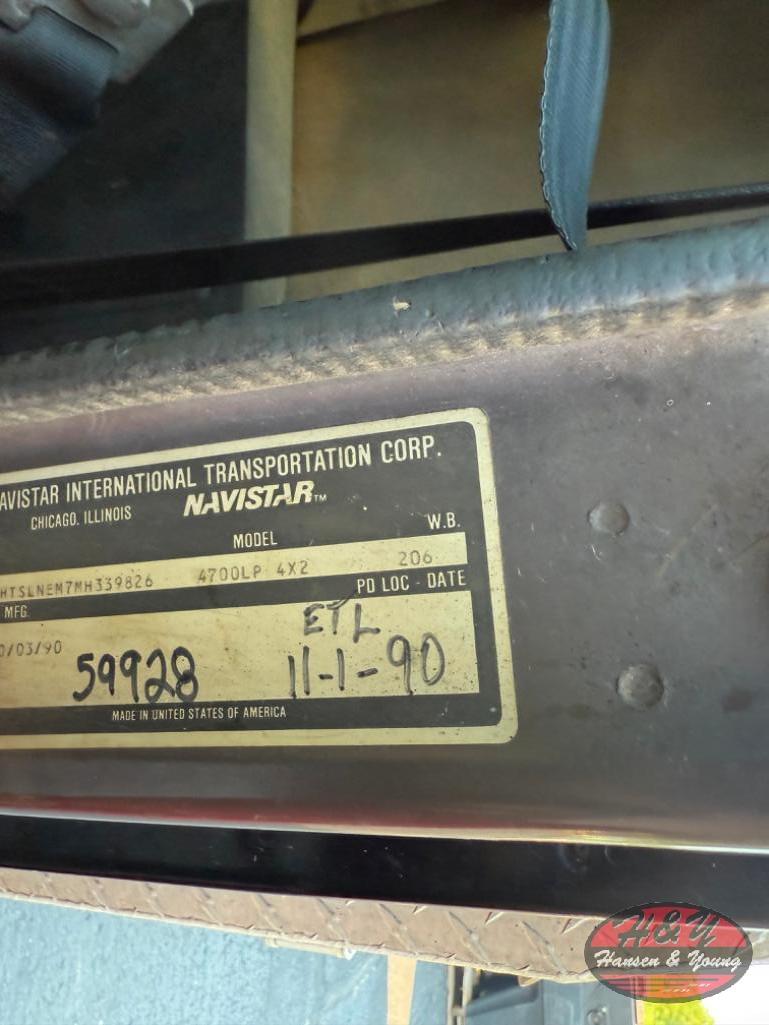 AVISTAR INTERNATIONAL TRANSPORTATION CORP.
CHICAGO, ILLINOIS NAVISTAR™
MODEL W.B.
HTSLNEM7MH339826 4700LP 4X2 206
MFG. PD LOC - DATE
0/03/90 59928 ETL 11-1-90
MADE IN UNITED STATES OF AMERICA
H&Y
Hansen & Young